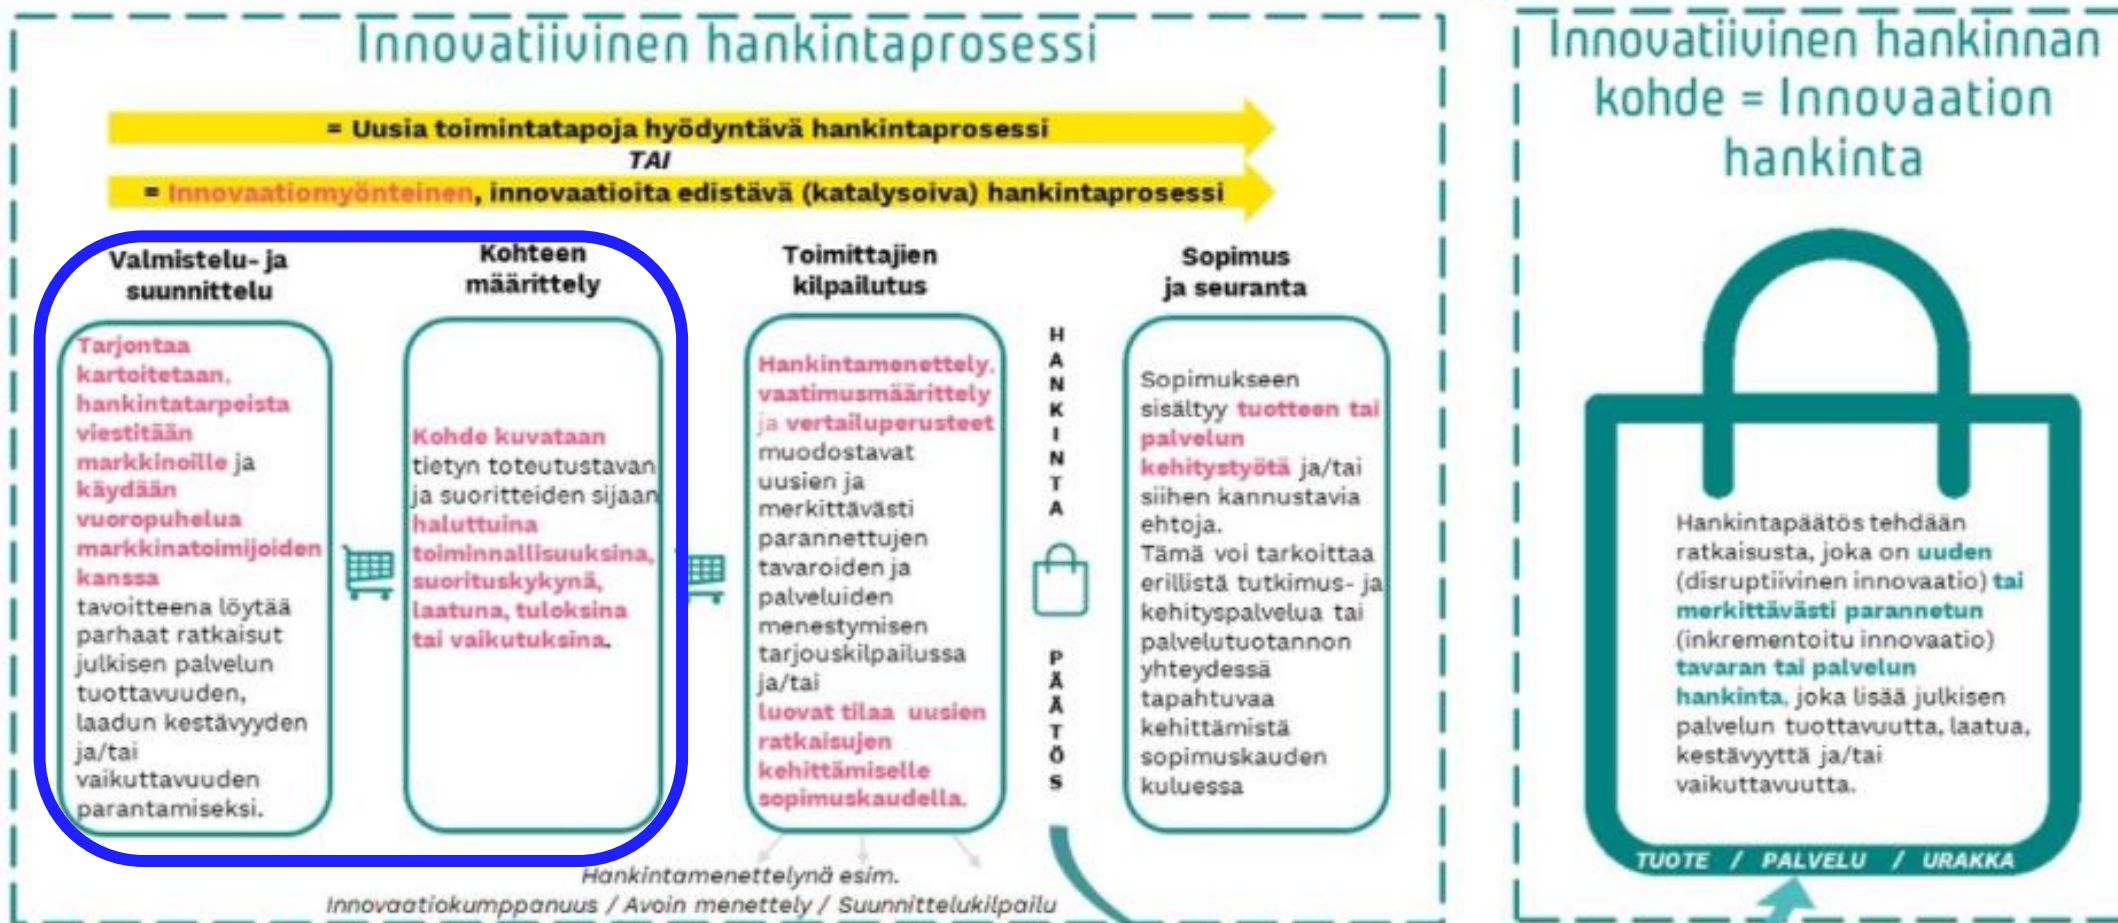 Innovatiivinen hankintaprosessi
= Uusia toimintatapoja hyödyntävä hankintaprosessi
TAI
= Innovaatiomyönteinen, innovaatioita edistävä (katalysoiva) hankintaprosessi
Valmistelu- ja
suunnittelu
Tarjontaa
kartoitetaan,
hankintatarpeista
viestitään
markkinoille ja
käydään
vuoropuhelua
markkinatoimijoiden
kanssa
tavoitteena löytää
parhaat ratkaisut
julkisen palvelun
tuottavuuden,
laadun kestävyyden
ja/tai
vaikuttavuuden
parantamiseksi.
Kohteen
määrittely
Kohde kuvataan
tietyn toteutustavan
ja suoritteiden sijaan
haluttuina
toiminnallisuuksina,
suorituskykynä,
laatuna, tuloksina
tai vaikutuksina.
Toimittajien
kilpailutus
Hankintamenettely,
vaatimusmäärittely
ja vertailuperusteet
muodostavat
uusien ja
merkittävästi
parannettujen
tavaroiden ja
palveluiden
menestymisen
tarjouskilpailussa
ja/tai
luovat tilaa uusien
ratkaisujen
kehittämiselle
sopimuskaudella.
HANKINTA
PÄÄTÖS
Sopimus
ja seuranta
Sopimukseen
sisältyy tuotteen tai
palvelun
kehitystyötä ja/tai
siihen kannustavia
ehtoja.
Tämä voi tarkoittaa
erillistä tutkimus- ja
kehityspalvelua tai
palvelutuotannon
yhteydessä
tapahtuvaa
kehittämistä
sopimuskauden
kuluessa
Hankintamenettelynä esim.
Innovaatiokumppanuus / Avoin menettely / Suunnittelukilpailu
Innovatiivinen hankinnan
kohde = Innovaation
hankinta
Hankintapäätös tehdään
ratkaisusta, joka on uuden
(disruptiivinen innovaatio) tai
merkittävästi parannetun
(inkrementoitu innovaatio)
tavaran tai palvelun
hankinta, joka lisää julkisen
palvelun tuottavuutta, laatua,
kestävyyttä ja/tai
vaikuttavuutta.
TUOTE / PALVELU / URAKKA